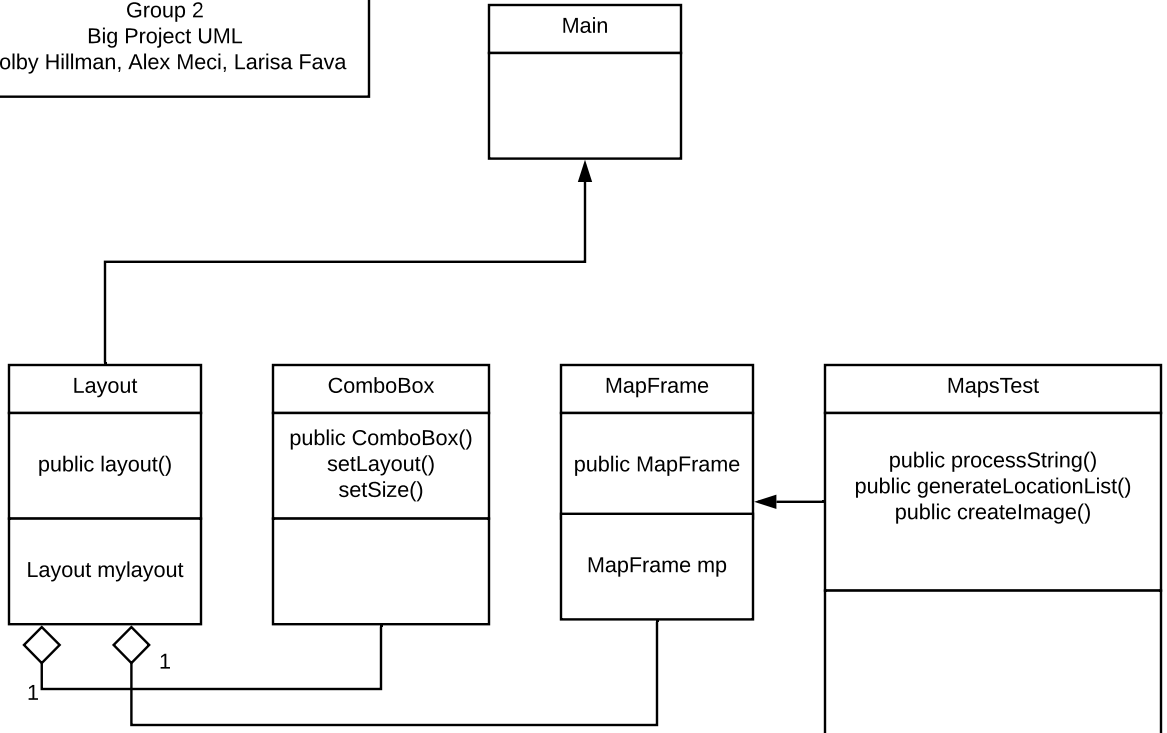 Group 2
Big Project UML
olby Hillman, Alex Meci, Larisa Fava
Main
Layout
public layout()
Layout mylayout
ComboBox
public ComboBox()
setLayout()
setSize()
MapFrame
public MapFrame
MapFrame mp
MapsTest
public processString()
public generateLocationList()
public createImage()
1
1